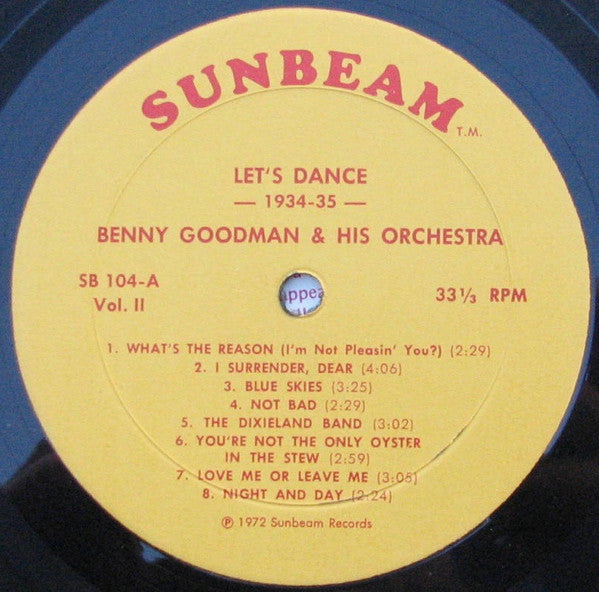 SUNBEAM
T.M.
LET'S DANCE
— 1934-35 —
BENNY GOODMAN & HIS ORCHESTRA
SB 104-A
Vol. II
33⅓ RPM
1. WHAT'S THE REASON (I'm Not Pleasin' You?) (2:29)
2. I SURRENDER, DEAR (4:06)
3. BLUE SKIES (3:25)
4. NOT BAD (2:29)
5. THE DIXIELAND BAND (3:02)
6. YOU'RE NOT THE ONLY OYSTER
IN THE STEW (2:59)
7. LOVE ME OR LEAVE ME (3:05)
8. NIGHT AND DAY (2:24)
℗ 1972 Sunbeam Records